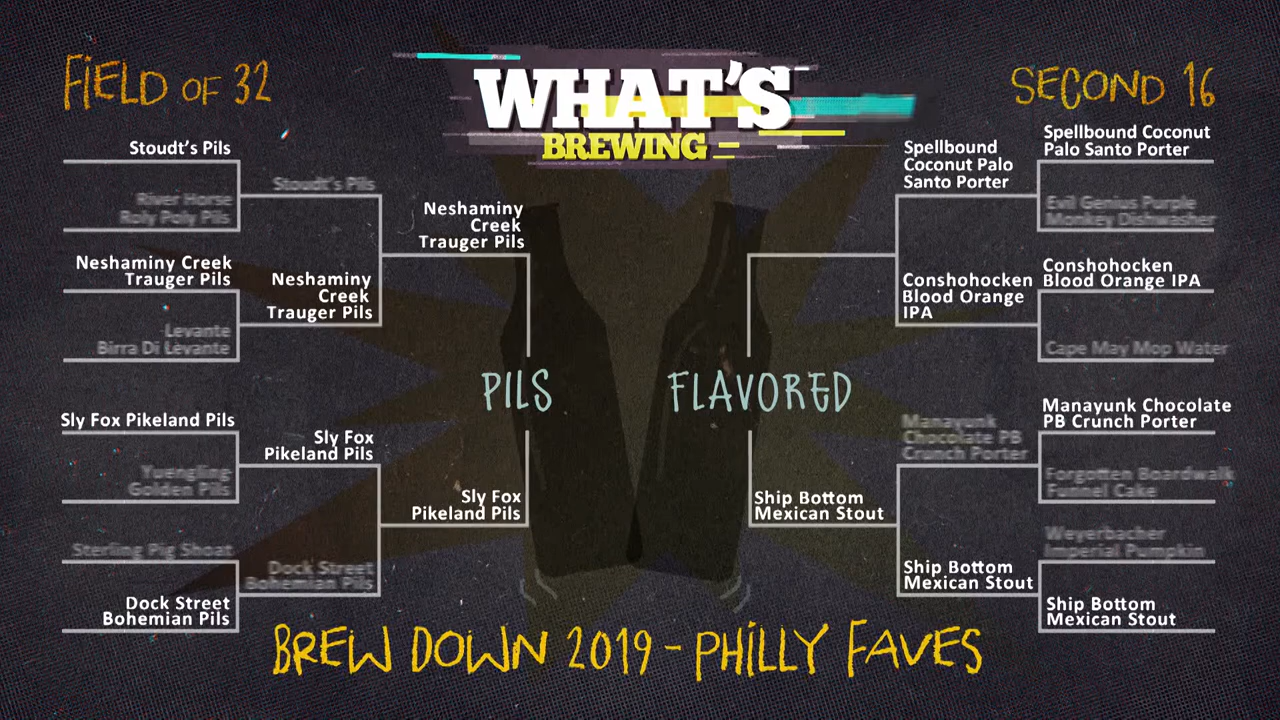 FIELD OF 32
WHAT'S
BREWING
SECOND 16
Stoudt's Pils
River Horse
Roly Poly Pils
Neshaminy Creek
Trauger Pils
Levante
Birra Di Levante
Sly Fox Pikeland Pils
Yuengling
Golden Pils
Sterling Pig Shoat
Dock Street
Bohemian Pils
Stoudt's Pils
Neshaminy
Creek
Trauger Pils
Sly Fox
Pikeland Pils
Dock Street
Bohemian Pils
Neshaminy
Creek
Trauger Pils
Sly Fox
Pikeland Pils
PILS
FLAVORED
Ship Bottom
Mexican Stout
Spellbound
Coconut Palo
Santo Porter
Conshohocken
Blood Orange
IPA
Manayunk
Chocolate PB
Crunch Porter
Ship Bottom
Mexican Stout
Spellbound Coconut
Palo Santo Porter
Evil Genius Purple
Monkey Dishwasher
Conshohocken
Blood Orange IPA
Cape May Mop Water
Manayunk Chocolate
PB Crunch Porter
Forgotten Boardwalk
Funnel Cake
Weyerbacher
Imperial Pumpkin
Ship Bottom
Mexican Stout
BREW DOWN 2019 - PHILLY FAVES